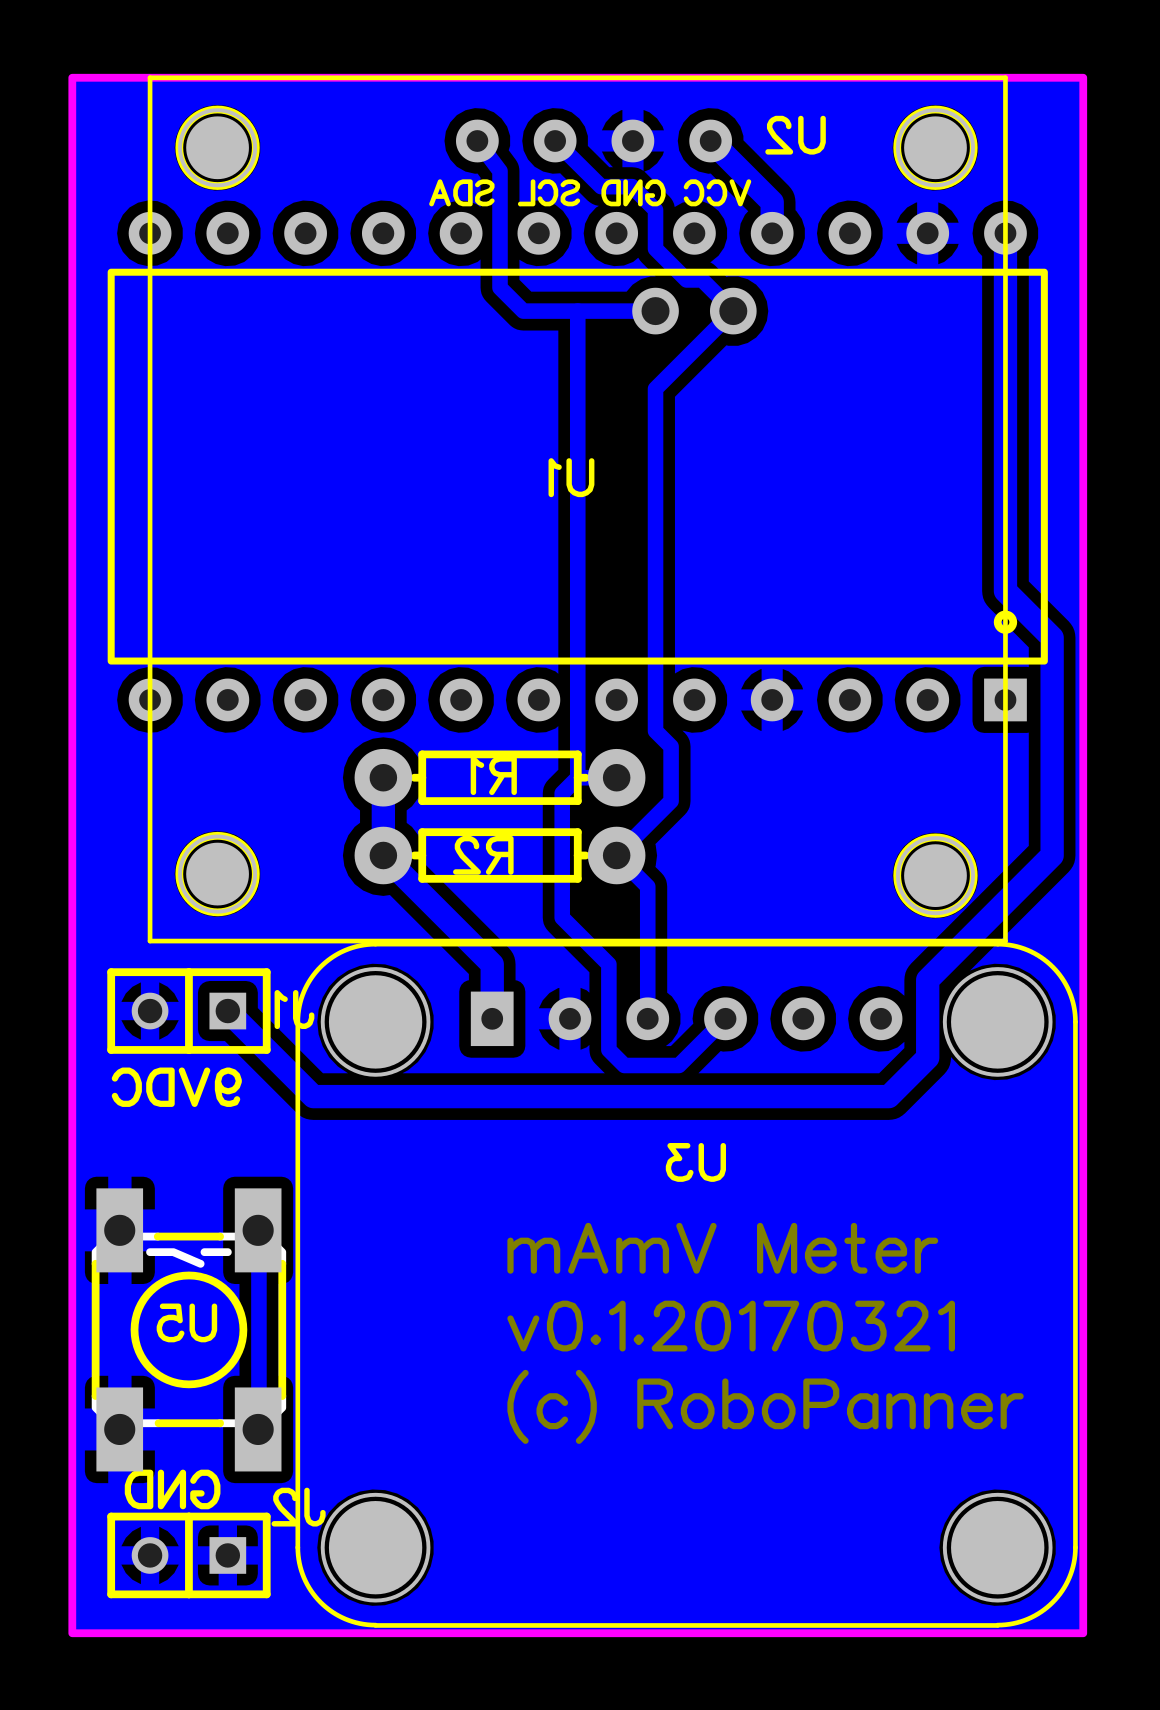 U2
SDA SCL GND VCC
U1
R1
R2
J1
9VDC
U3
mAmV Meter
v0.1.20170321
(c) RoboPanner
U5
GND
J2